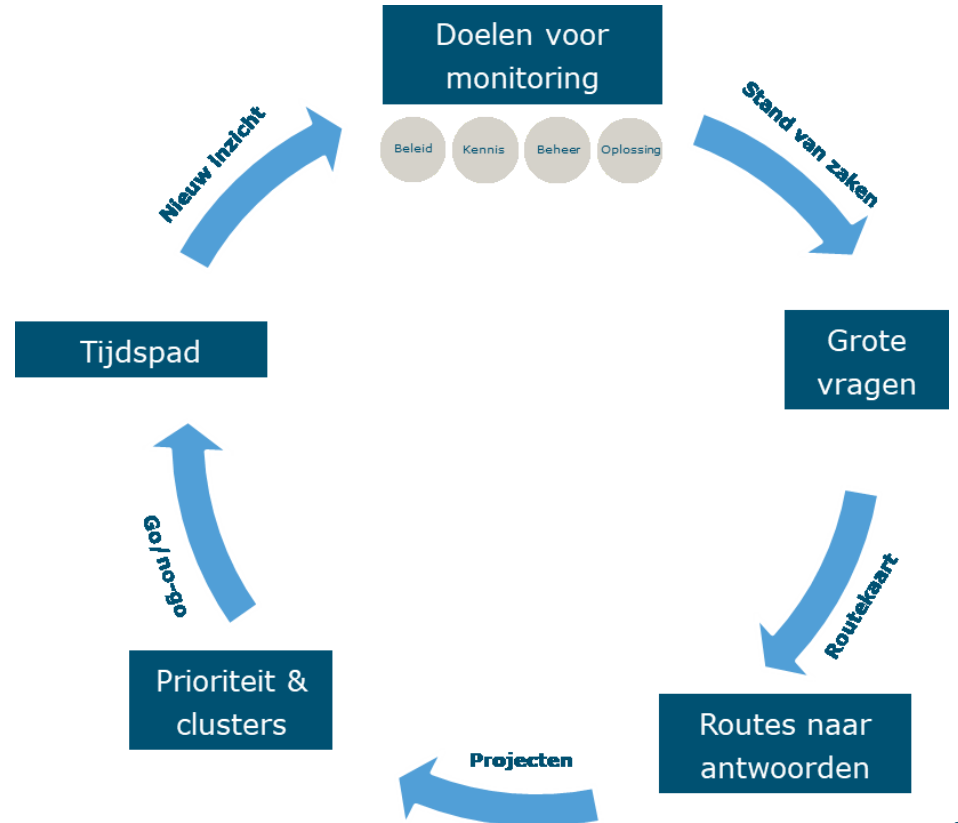 Doelen voor
monitoring
Beleid
Kennis
Beheer
Oplossing
Stand van zaken
Grote
vragen
Routekaart
Routes naar
antwoorden
Projecten
Prioriteit &
clusters
Go/no-go
Tijdspad
Nieuw inzicht